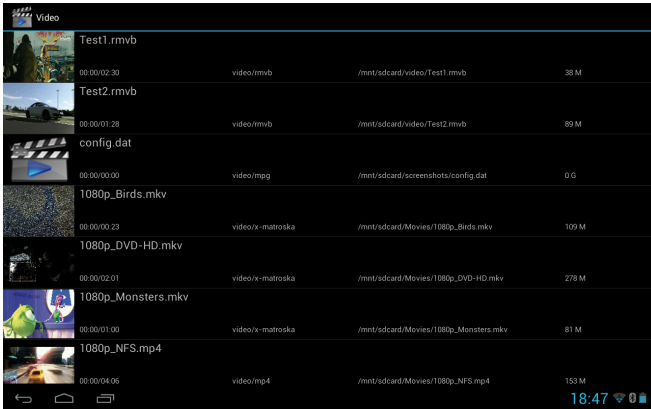 Video
Test1.rmvb
00:00/02:30 video/rmvb /mnt/sdcard/video/Test1.rmvb 38 M
Test2.rmvb
00:00/01:28 video/rmvb /mnt/sdcard/video/Test2.rmvb 89 M
config.dat
00:00/00:00 video/mpg /mnt/sdcard/screenshots/config.dat 0 G
1080p_Birds.mkv
00:00/00:23 video/x-matroska /mnt/sdcard/Movies/1080p_Birds.mkv 109 M
1080p_DVD-HD.mkv
00:00/02:01 video/x-matroska /mnt/sdcard/Movies/1080p_DVD-HD.mkv 278 M
1080p_Monsters.mkv
00:00/01:00 video/x-matroska /mnt/sdcard/Movies/1080p_Monsters.mkv 81 M
1080p_NFS.mp4
00:00/04:06 video/mp4 /mnt/sdcard/Movies/1080p_NFS.mp4 153 M
18:47